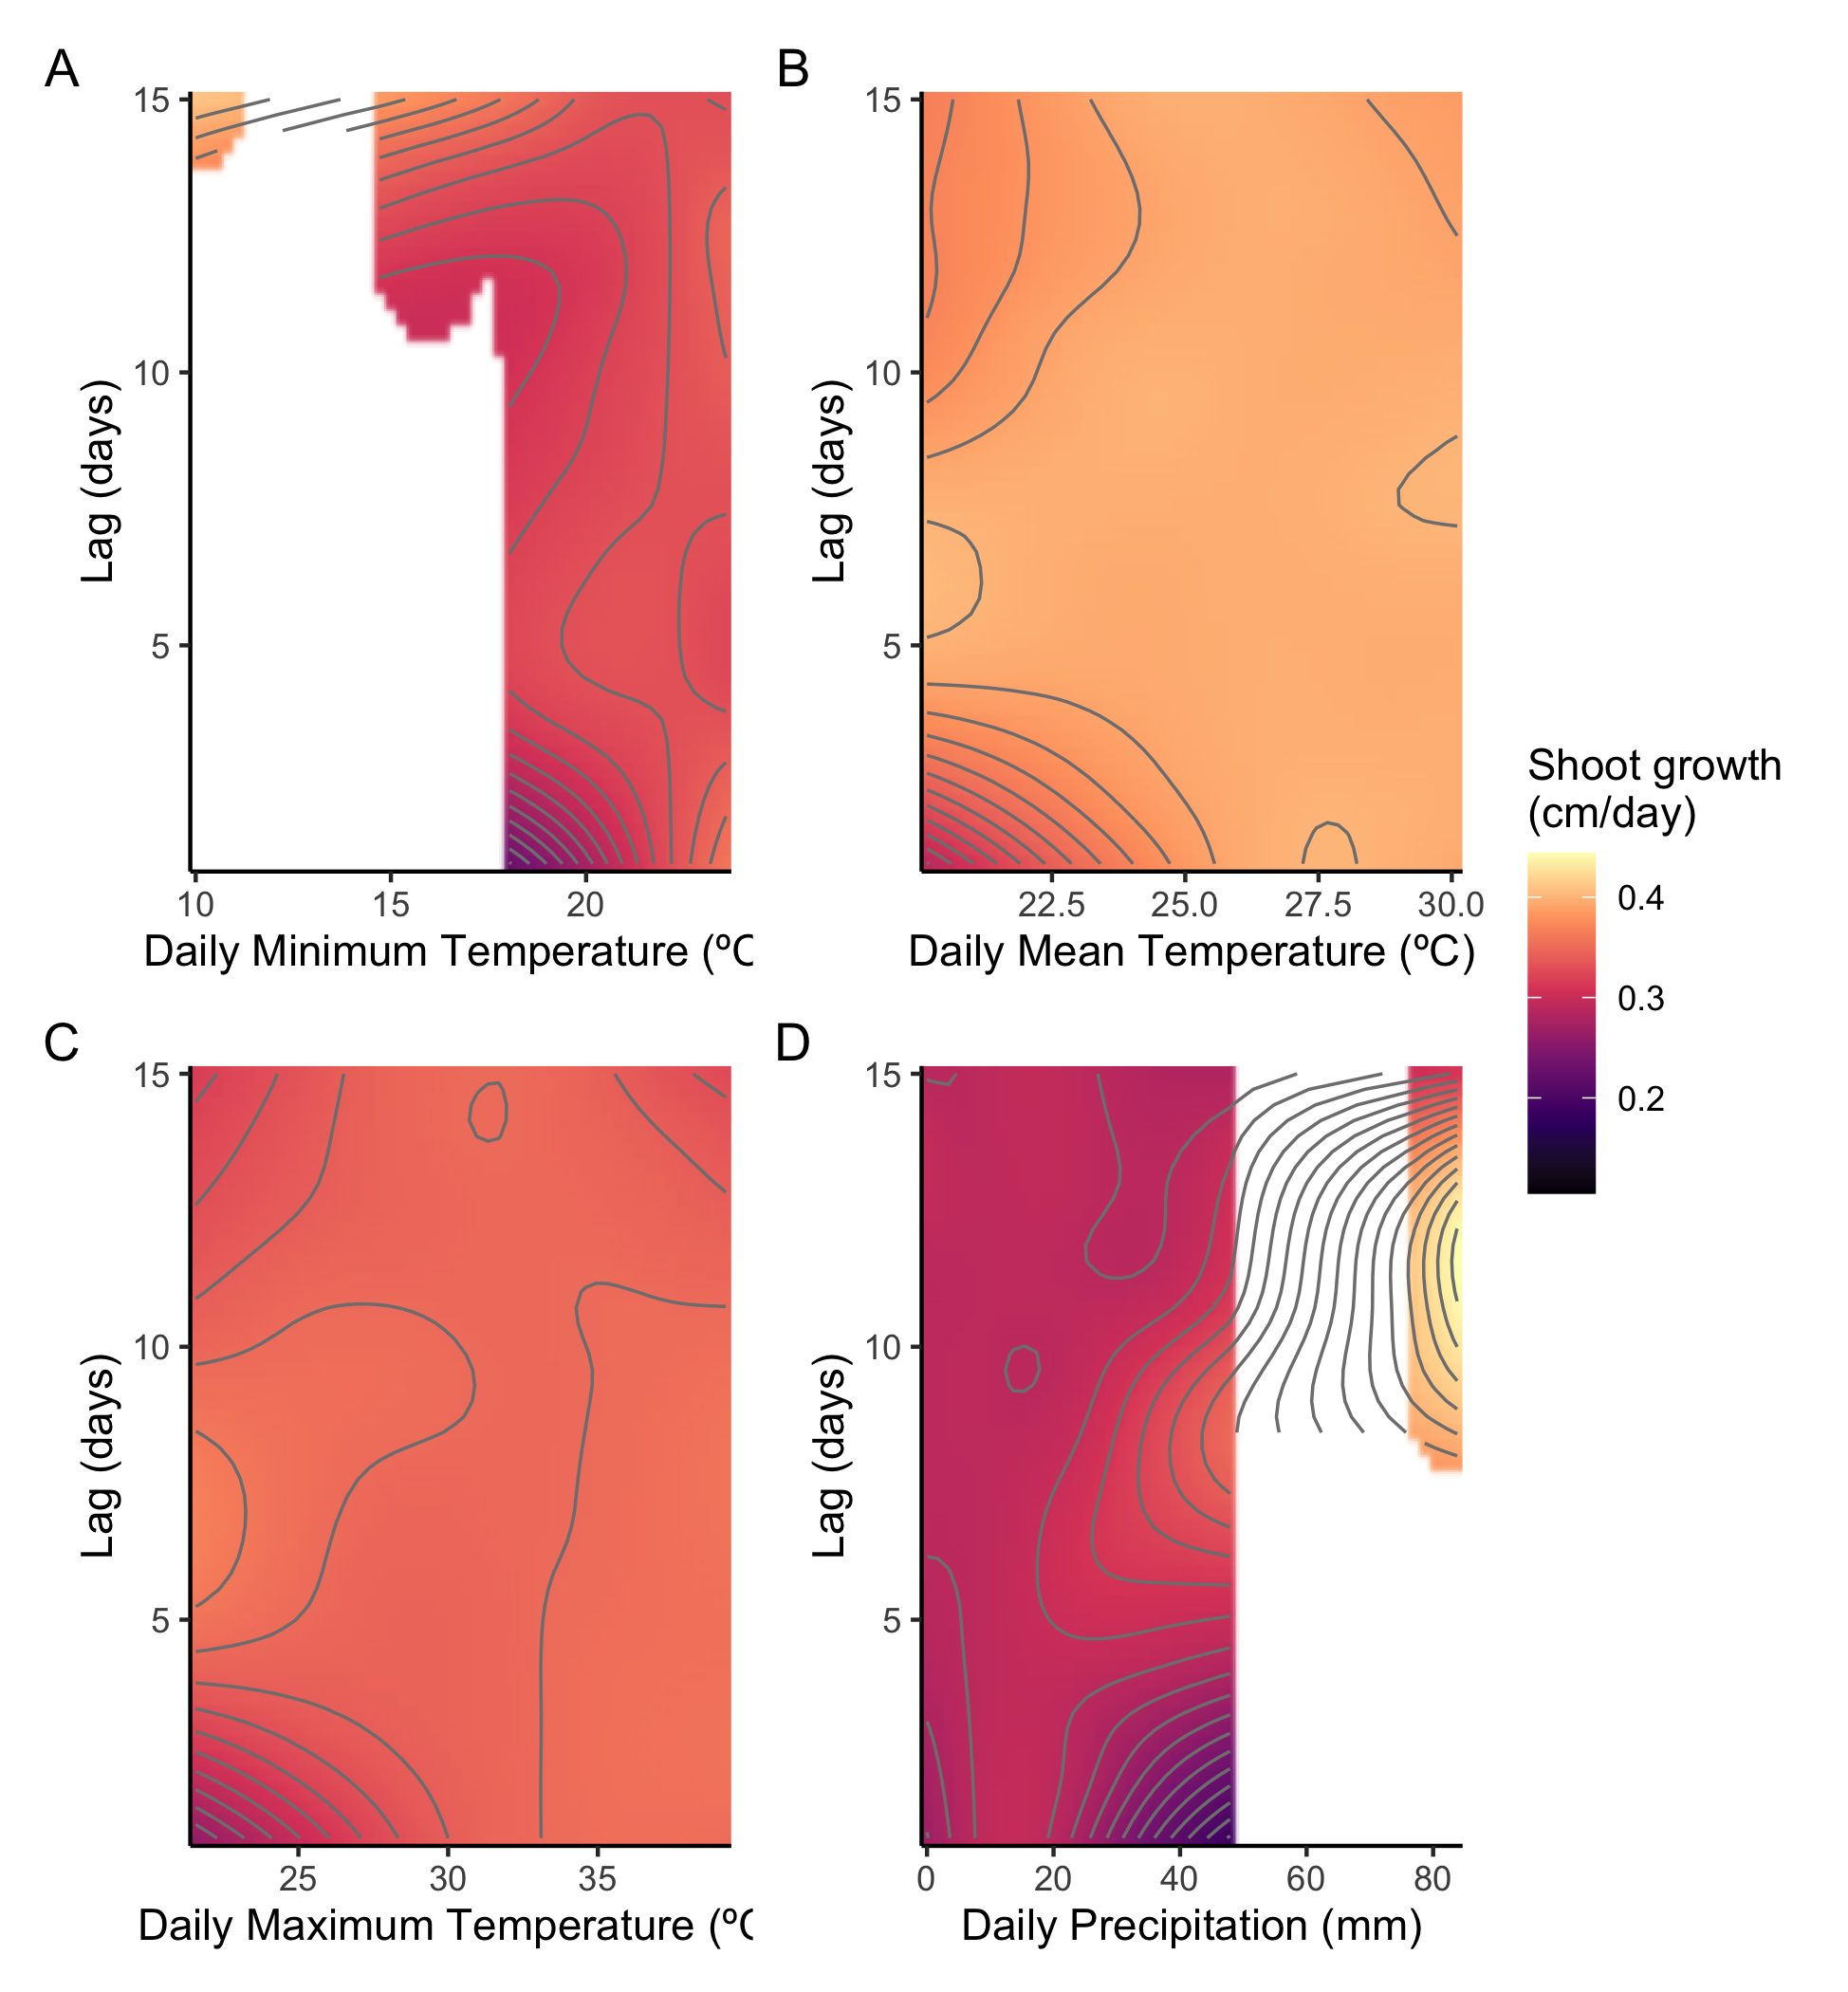 A
15
10
5
Lag (days)
10 15 20
Daily Minimum Temperature (ºC
B
15
10
5
Lag (days)
22.5 25.0 27.5 30.0
Daily Mean Temperature (ºC)
C
15
10
5
Lag (days)
25 30 35
Daily Maximum Temperature (ºC
D
15
10
5
Lag (days)
0 20 40 60 80
Daily Precipitation (mm)
Shoot growth
(cm/day)
0.4
0.3
0.2